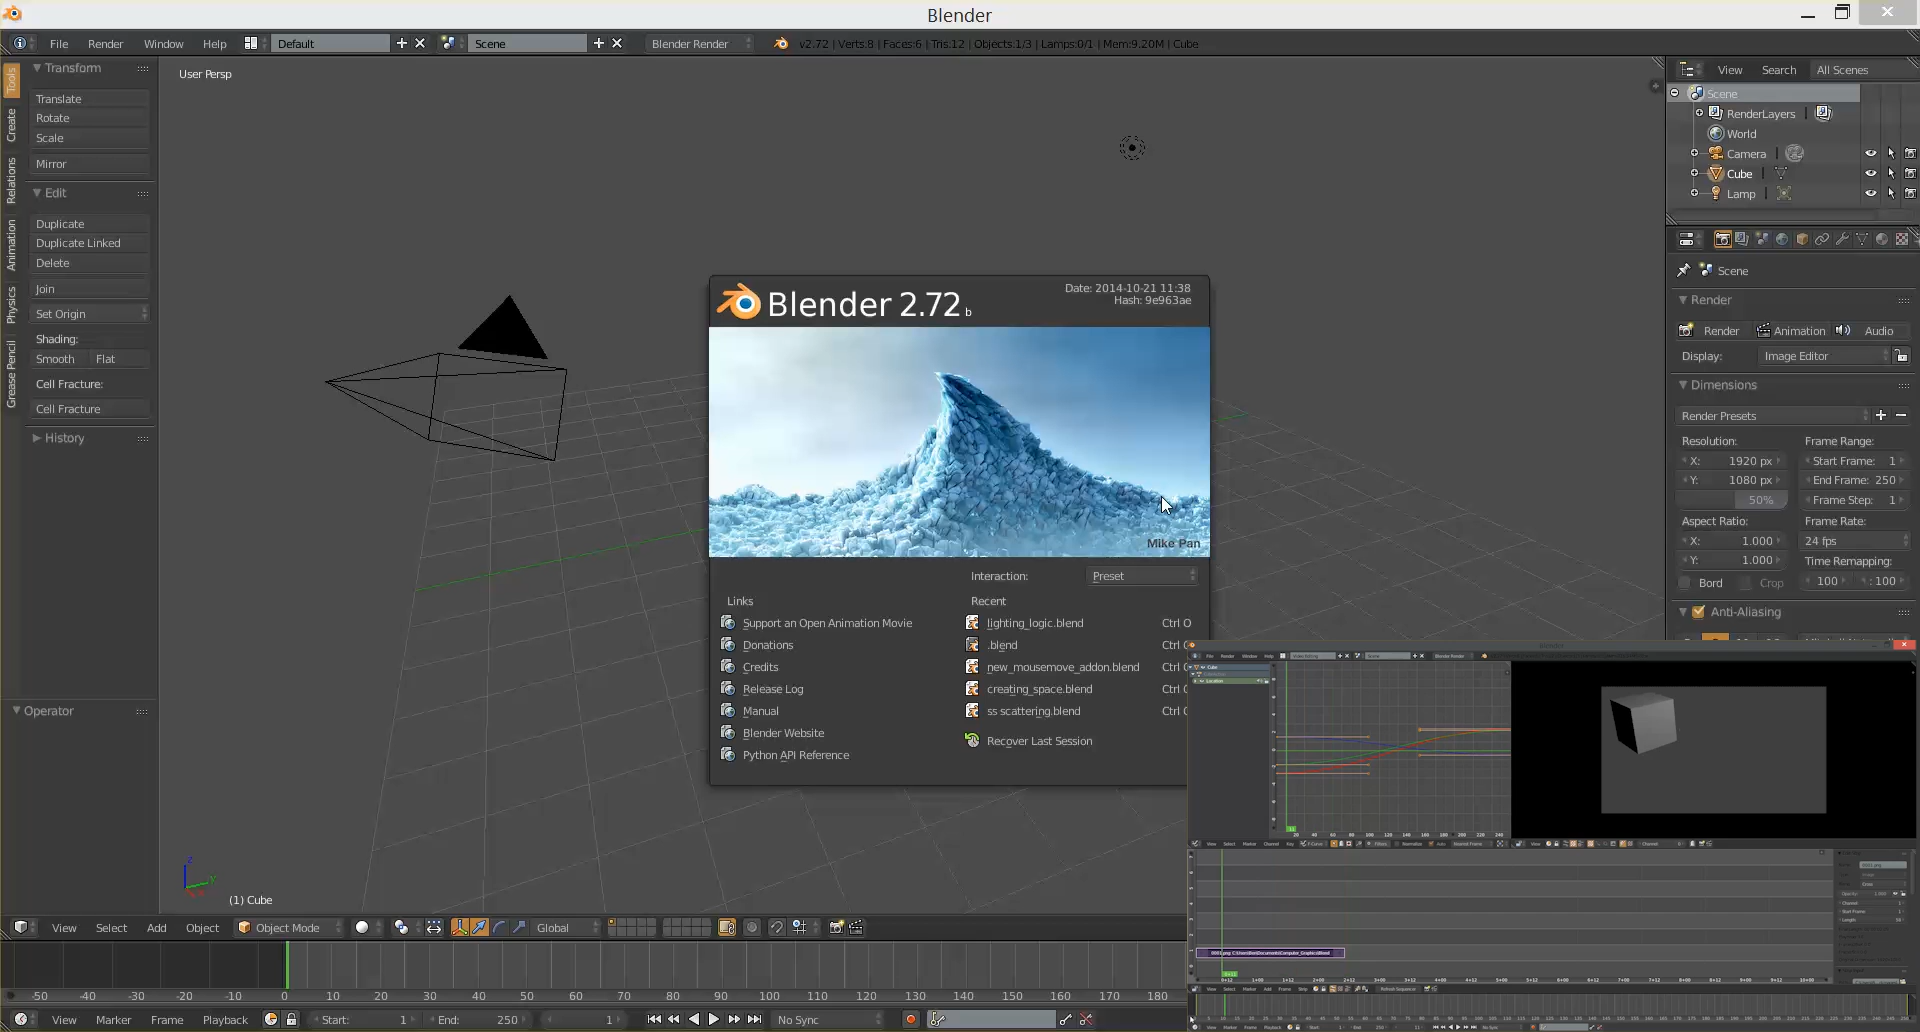 Blender
File Render Window Help Default Scene Blender Render v2.72 | Verts:8 | Faces:6 | Tris:12 | Objects:1/3 | Lamps:0/1 | Mem:9.20M | Cube
Tools
Create
Relations
Animation
Physics
Grease Pencil
Transform
Translate
Rotate
Scale
Mirror
Edit
Duplicate
Duplicate Linked
Delete
Join
Set Origin
Shading:
Smooth Flat
Cell Fracture:
Cell Fracture
History
Operator
User Persp
(1) Cube
Blender 2.72 b
Date: 2014-10-21 11:38
Hash: 9e963ae
Mike Pan
Interaction: Preset
Links
Support an Open Animation Movie
Donations
Credits
Release Log
Manual
Blender Website
Python API Reference
Recent
lighting_logic.blend Ctrl O
.blend Ctrl
new_mousemove_addon.blend Ctrl
creating_space.blend Ctrl
ss scattering.blend Ctrl
Recover Last Session
View Search All Scenes
Scene
RenderLayers |
World
Camera |
Cube |
Lamp |
Scene
Render
Render Animation Audio
Display: Image Editor
Dimensions
Render Presets
Resolution: Frame Range:
X: 1920 px Start Frame: 1
Y: 1080 px End Frame: 250
50% Frame Step: 1
Aspect Ratio: Frame Rate:
X: 1.000 24 fps
Y: 1.000 Time Remapping:
Bord Crop 100 : 100
Anti-Aliasing
View Select Add Object Object Mode Global
-50 -40 -30 -20 -10 0 10 20 30 40 50 60 70 80 90 100 110 120 130 140 150 160 170 180
View Marker Frame Playback Start: 1 End: 250 1 No Sync